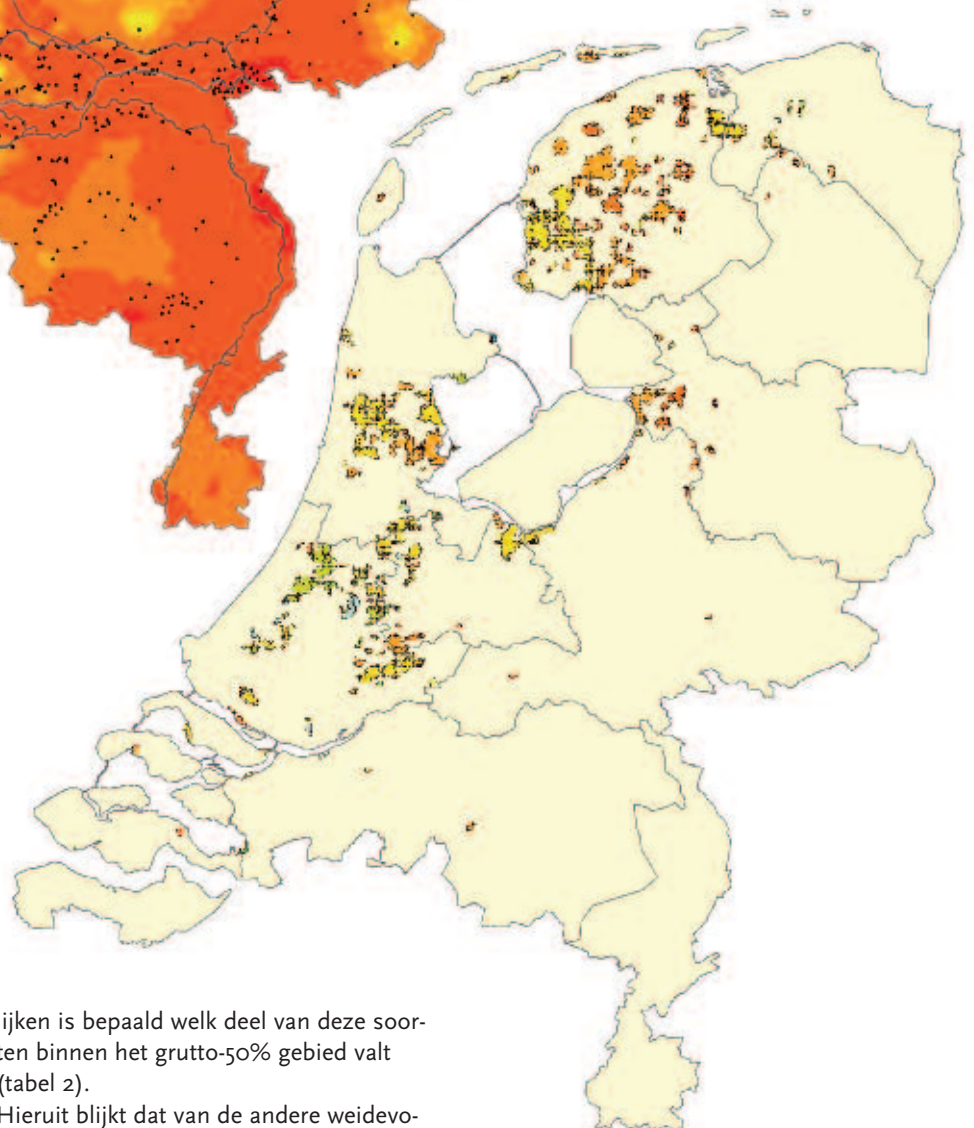 ijken is bepaald welk deel van deze soor-
ten binnen het grutto-50% gebied valt
(tabel 2).
Hieruit blijkt dat van de andere weidevo-